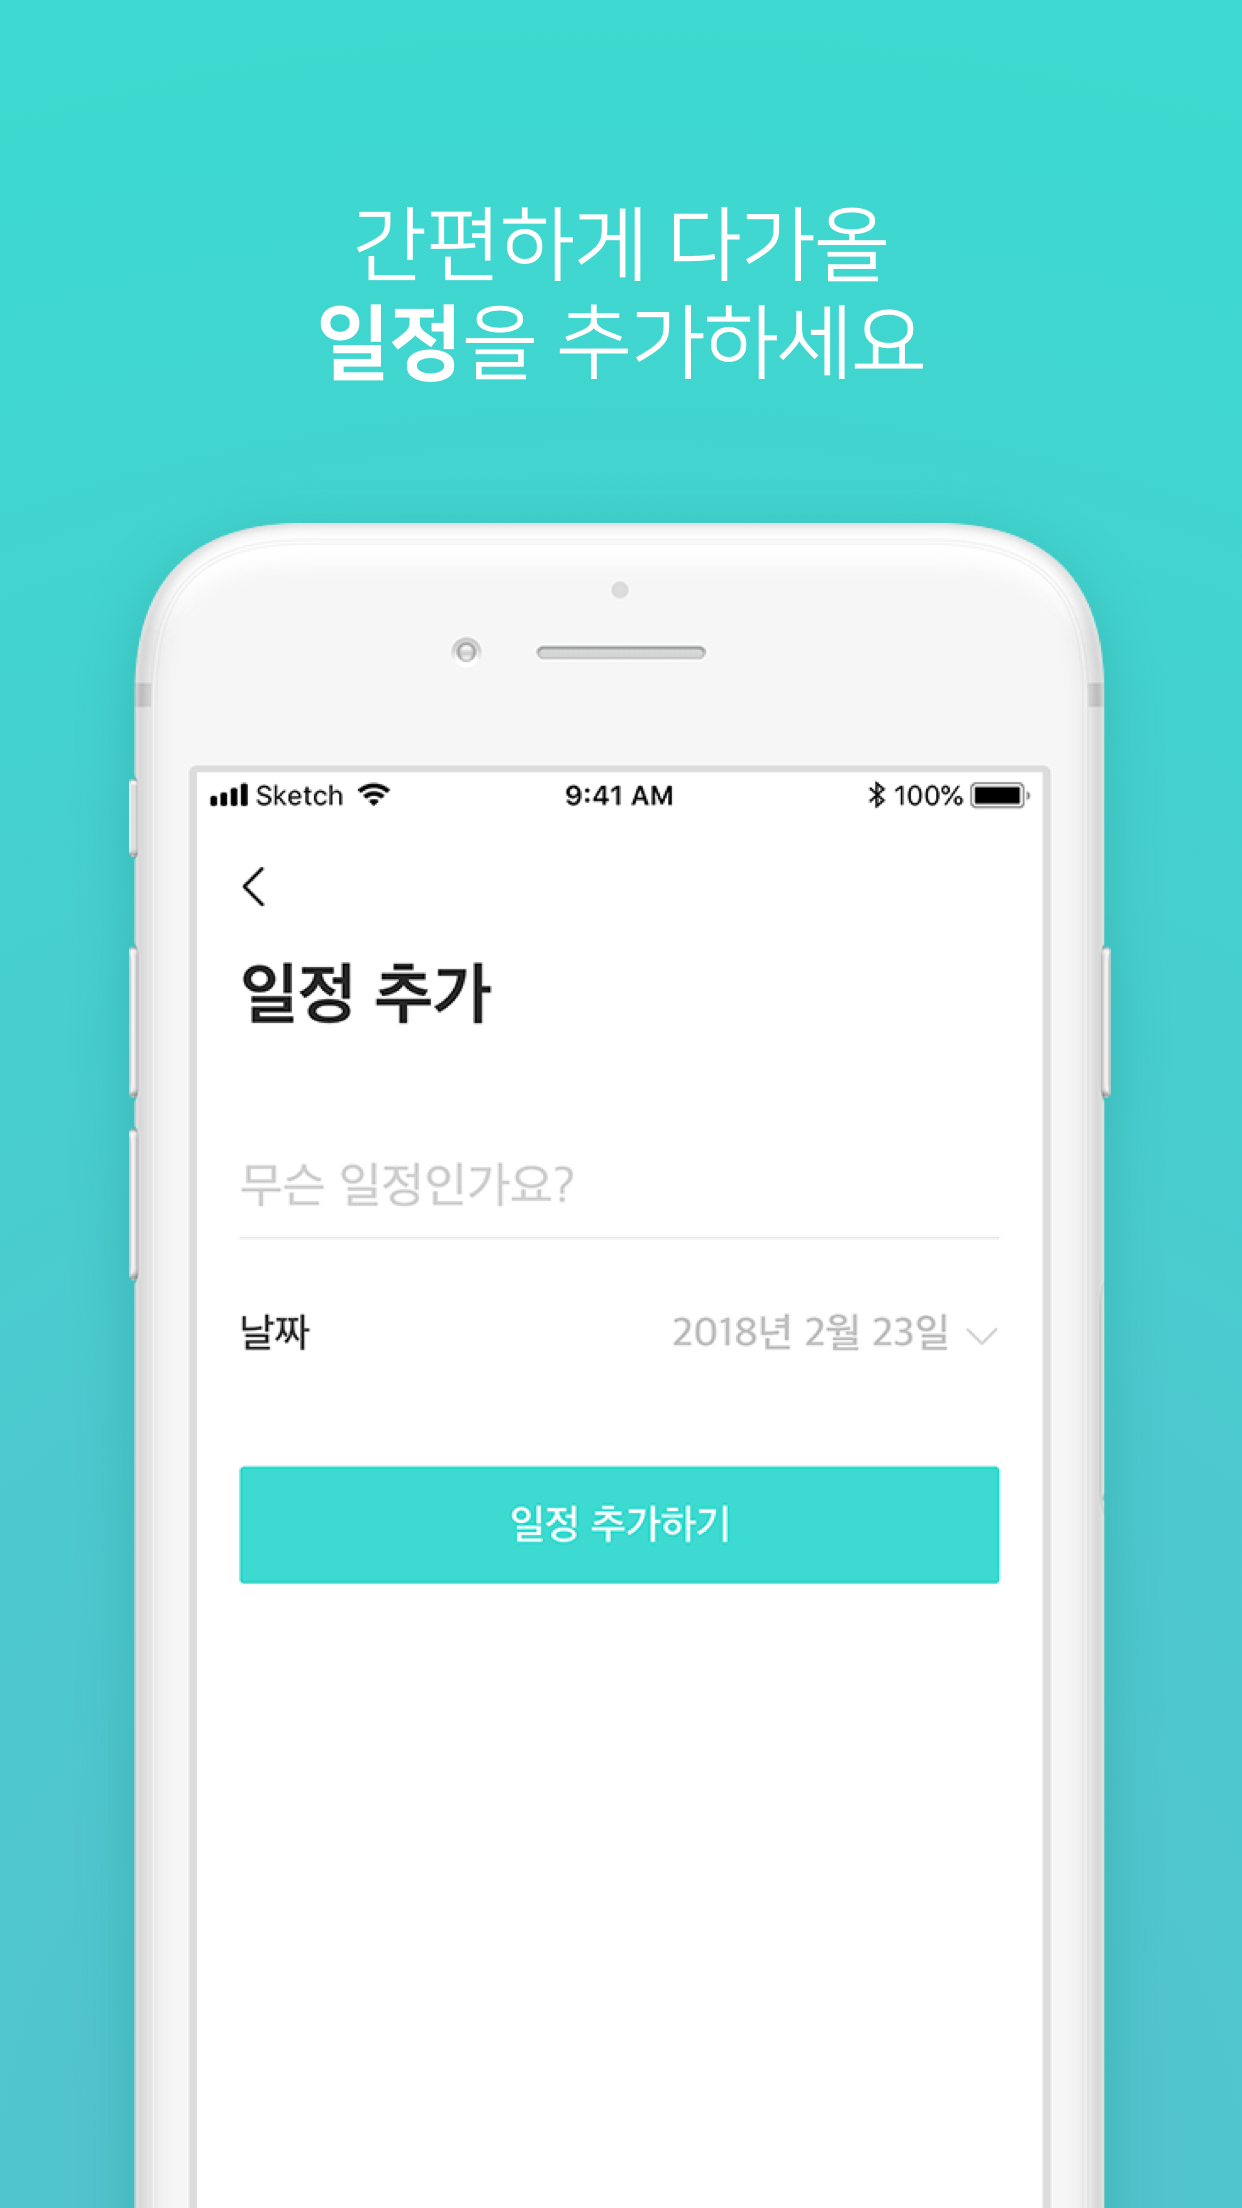 간편하게 다가올
일정을 추가하세요
Sketch 9:41 AM 100%
일정 추가
무슨 일정인가요?
날짜 2018년 2월 23일
일정 추가하기